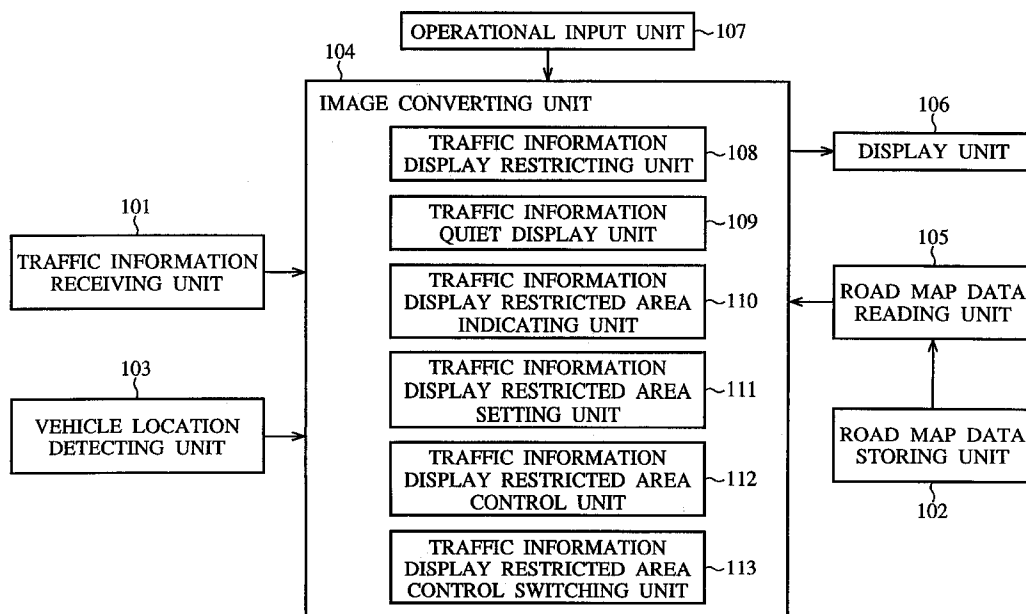 OPERATIONAL INPUT UNIT
107
104
IMAGE CONVERTING UNIT
TRAFFIC INFORMATION
DISPLAY RESTRICTING UNIT
108
TRAFFIC INFORMATION
QUIET DISPLAY UNIT
109
TRAFFIC INFORMATION
DISPLAY RESTRICTED AREA
INDICATING UNIT
110
TRAFFIC INFORMATION
DISPLAY RESTRICTED AREA
SETTING UNIT
111
TRAFFIC INFORMATION
DISPLAY RESTRICTED AREA
CONTROL UNIT
112
TRAFFIC INFORMATION
DISPLAY RESTRICTED AREA
CONTROL SWITCHING UNIT
113
101
TRAFFIC INFORMATION
RECEIVING UNIT
103
VEHICLE LOCATION
DETECTING UNIT
106
DISPLAY UNIT
105
ROAD MAP DATA
READING UNIT
ROAD MAP DATA
STORING UNIT
102